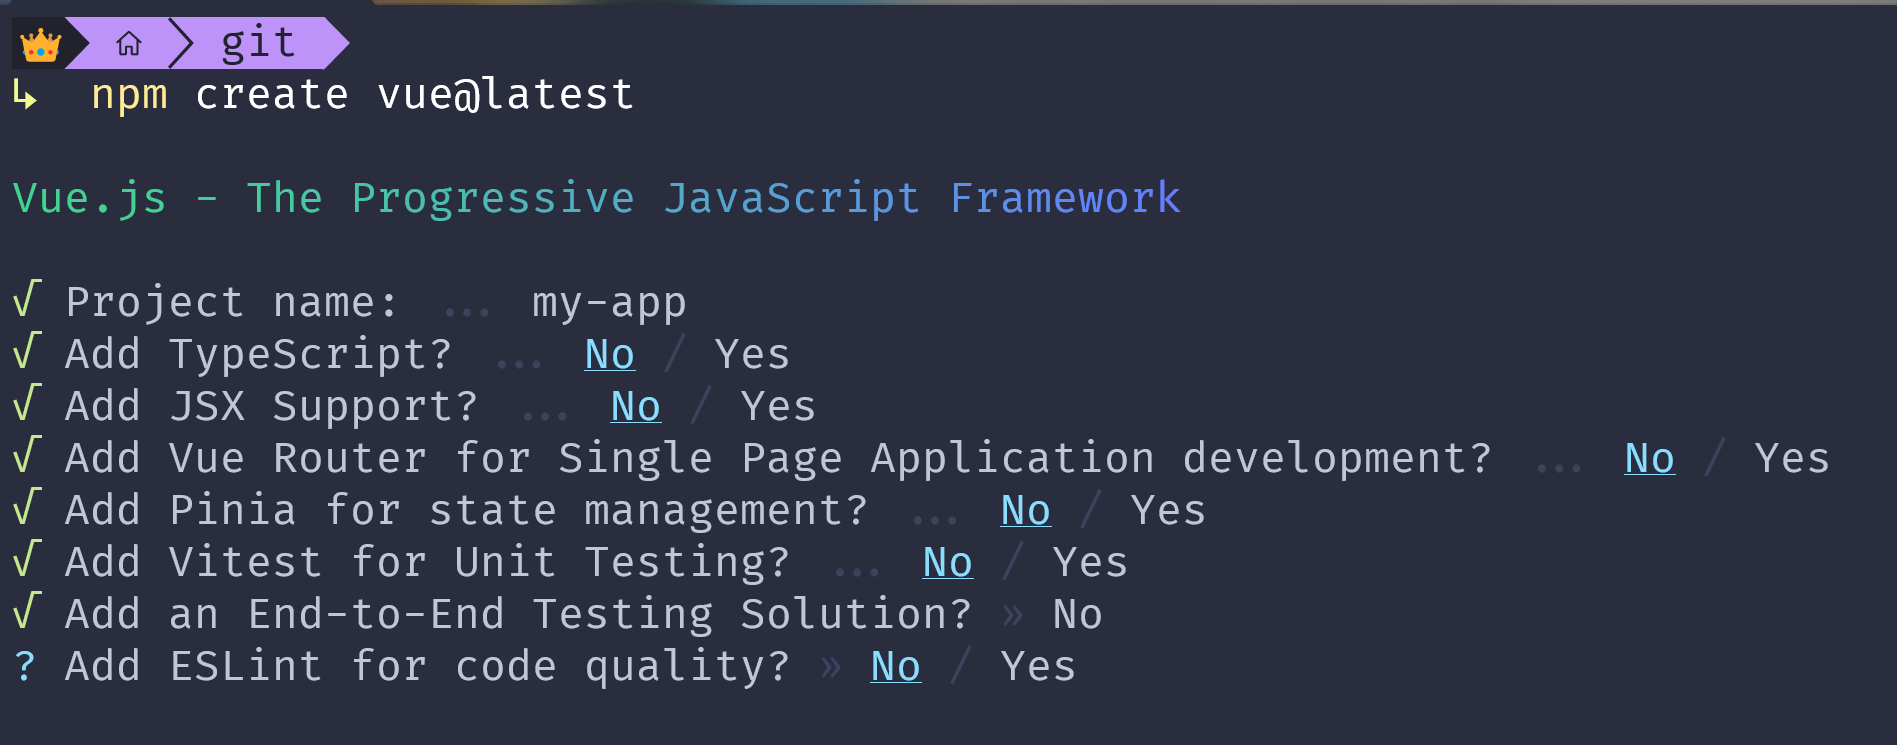 git
↳ npm create vue@latest
Vue.js - The Progressive JavaScript Framework
√ Project name: … my-app
√ Add TypeScript? … No / Yes
√ Add JSX Support? … No / Yes
√ Add Vue Router for Single Page Application development? … No / Yes
√ Add Pinia for state management? … No / Yes
√ Add Vitest for Unit Testing? … No / Yes
√ Add an End-to-End Testing Solution? » No
? Add ESLint for code quality? » No / Yes